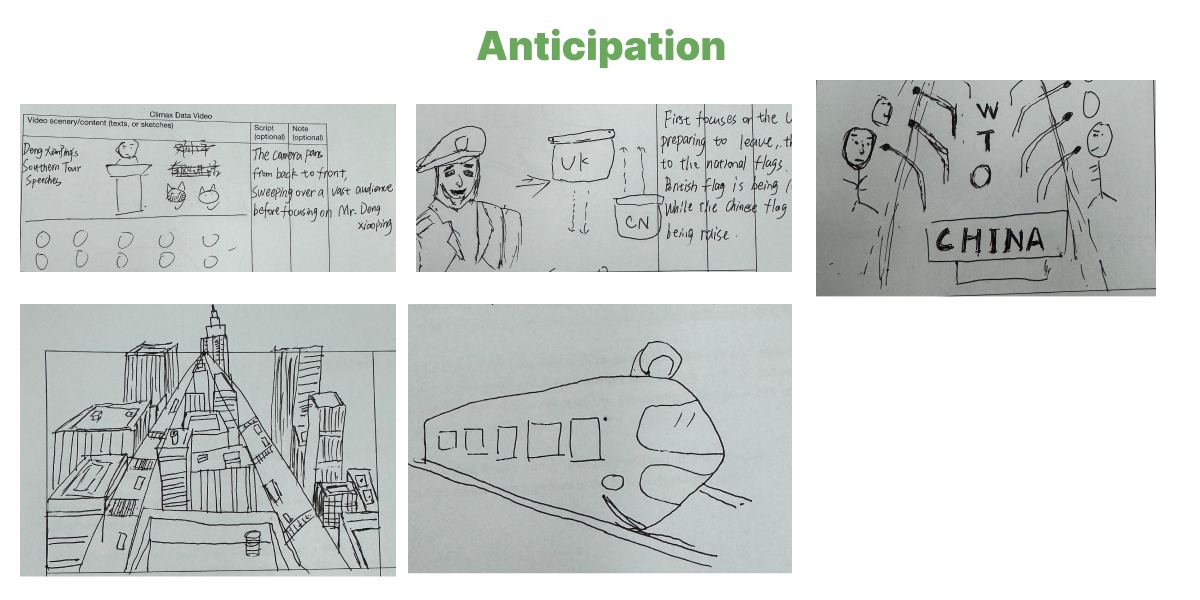 Anticipation
Climax Data Video
Video scenery/content (texts, or sketches)
Script (optional)
Note (optional)
Deng Xiaoping's
Southern Tour
Speeches
The camera pans
from back to front,
sweeping over a vast audience
before focusing on Mr. Deng
xiaoping
UK
CN
First focuses on the U
preparing to leave, th
to the national flags.
British flag is being
while the Chinese flag
being raise.
W
T
O
CHINA